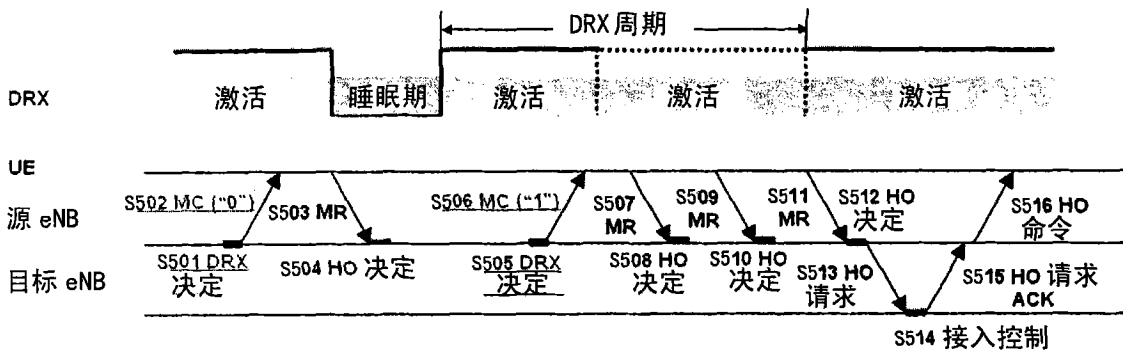 DRX 周期
DRX
激活
睡眠期
激活
激活
激活
UE
源 eNB
目标 eNB
S502 MC ("0")
S503 MR
S506 MC ("1")
S507
MR
S509
MR
S511
MR
S512 HO
决定
S516 HO
命令
S501 DRX
决定
S504 HO 决定
S505 DRX
决定
S508 HO
决定
S510 HO
决定
S513 HO
请求
S515 HO 请求
ACK
S514 接入控制